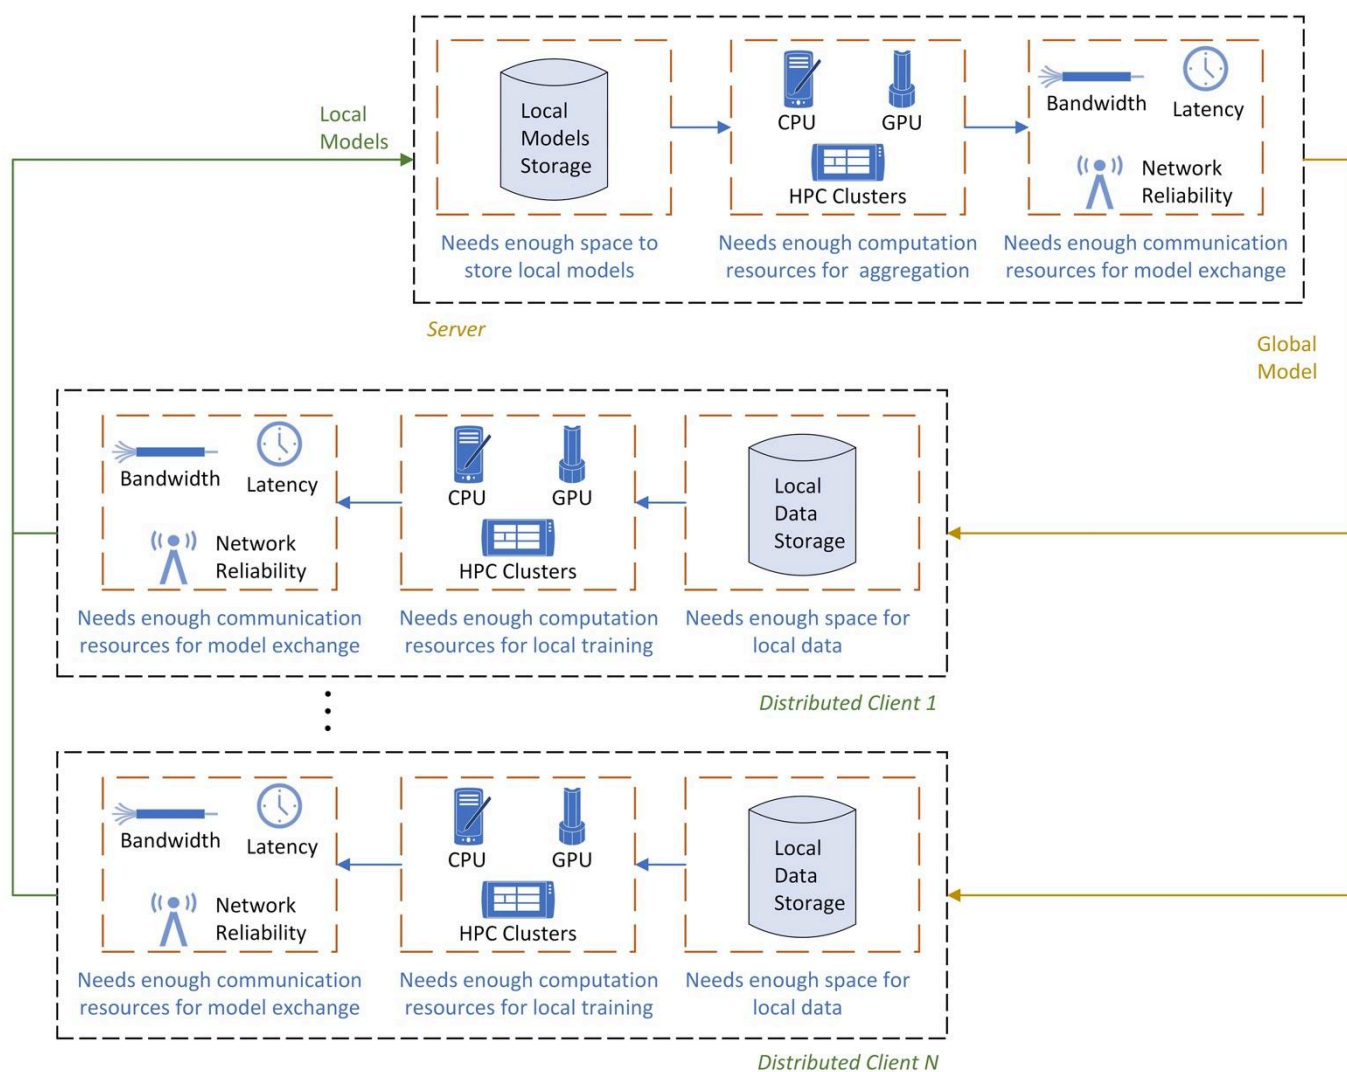 Local
Models
Local
Models
Storage
CPU
GPU
HPC Clusters
Bandwidth
Latency
Network
Reliability
Needs enough space to
store local models
Needs enough computation
resources for aggregation
Needs enough communication
resources for model exchange
Server
Global
Model
Bandwidth
Latency
Network
Reliability
CPU
GPU
HPC Clusters
Local
Data
Storage
Needs enough communication
resources for model exchange
Needs enough computation
resources for local training
Needs enough space for
local data
Distributed Client 1
Bandwidth
Latency
Network
Reliability
CPU
GPU
HPC Clusters
Local
Data
Storage
Needs enough communication
resources for model exchange
Needs enough computation
resources for local training
Needs enough space for
local data
Distributed Client N